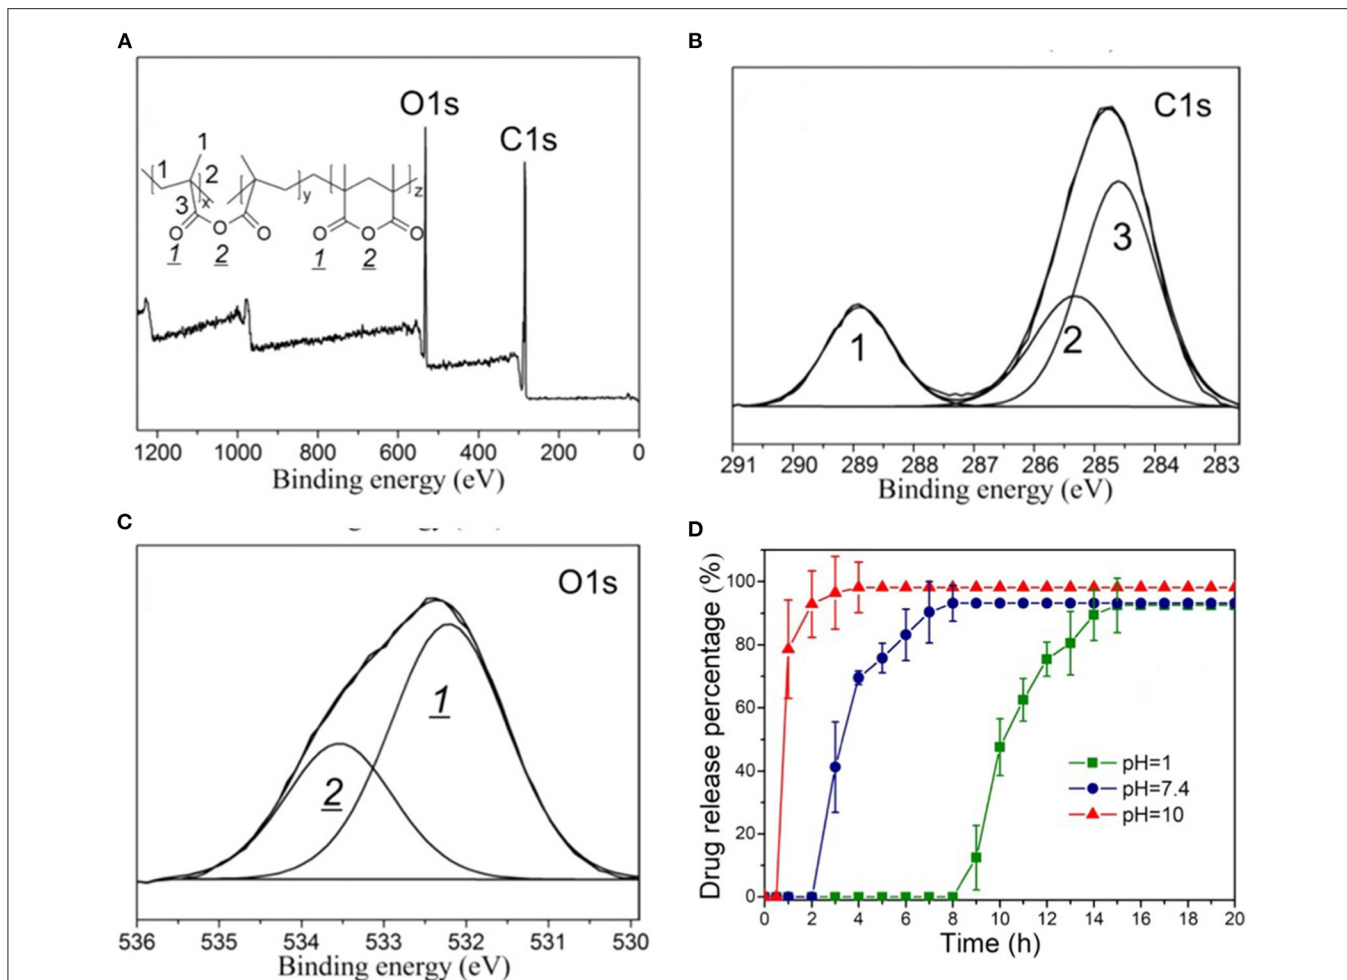 A
O1s
C1s
1
1
2
3
x
y
z
O O O O O O
1 2 1 2
1200 1000 800 600 400 200 0
Binding energy (eV)
B
C1s
1
2
3
291 290 289 288 287 286 285 284 283
Binding energy (eV)
C
O1s
1
2
536 535 534 533 532 531 530
Binding energy (eV)
D
Drug release percentage (%)
100
80
60
40
20
0
pH=1
pH=7.4
pH=10
0 2 4 6 8 10 12 14 16 18 20
Time (h)